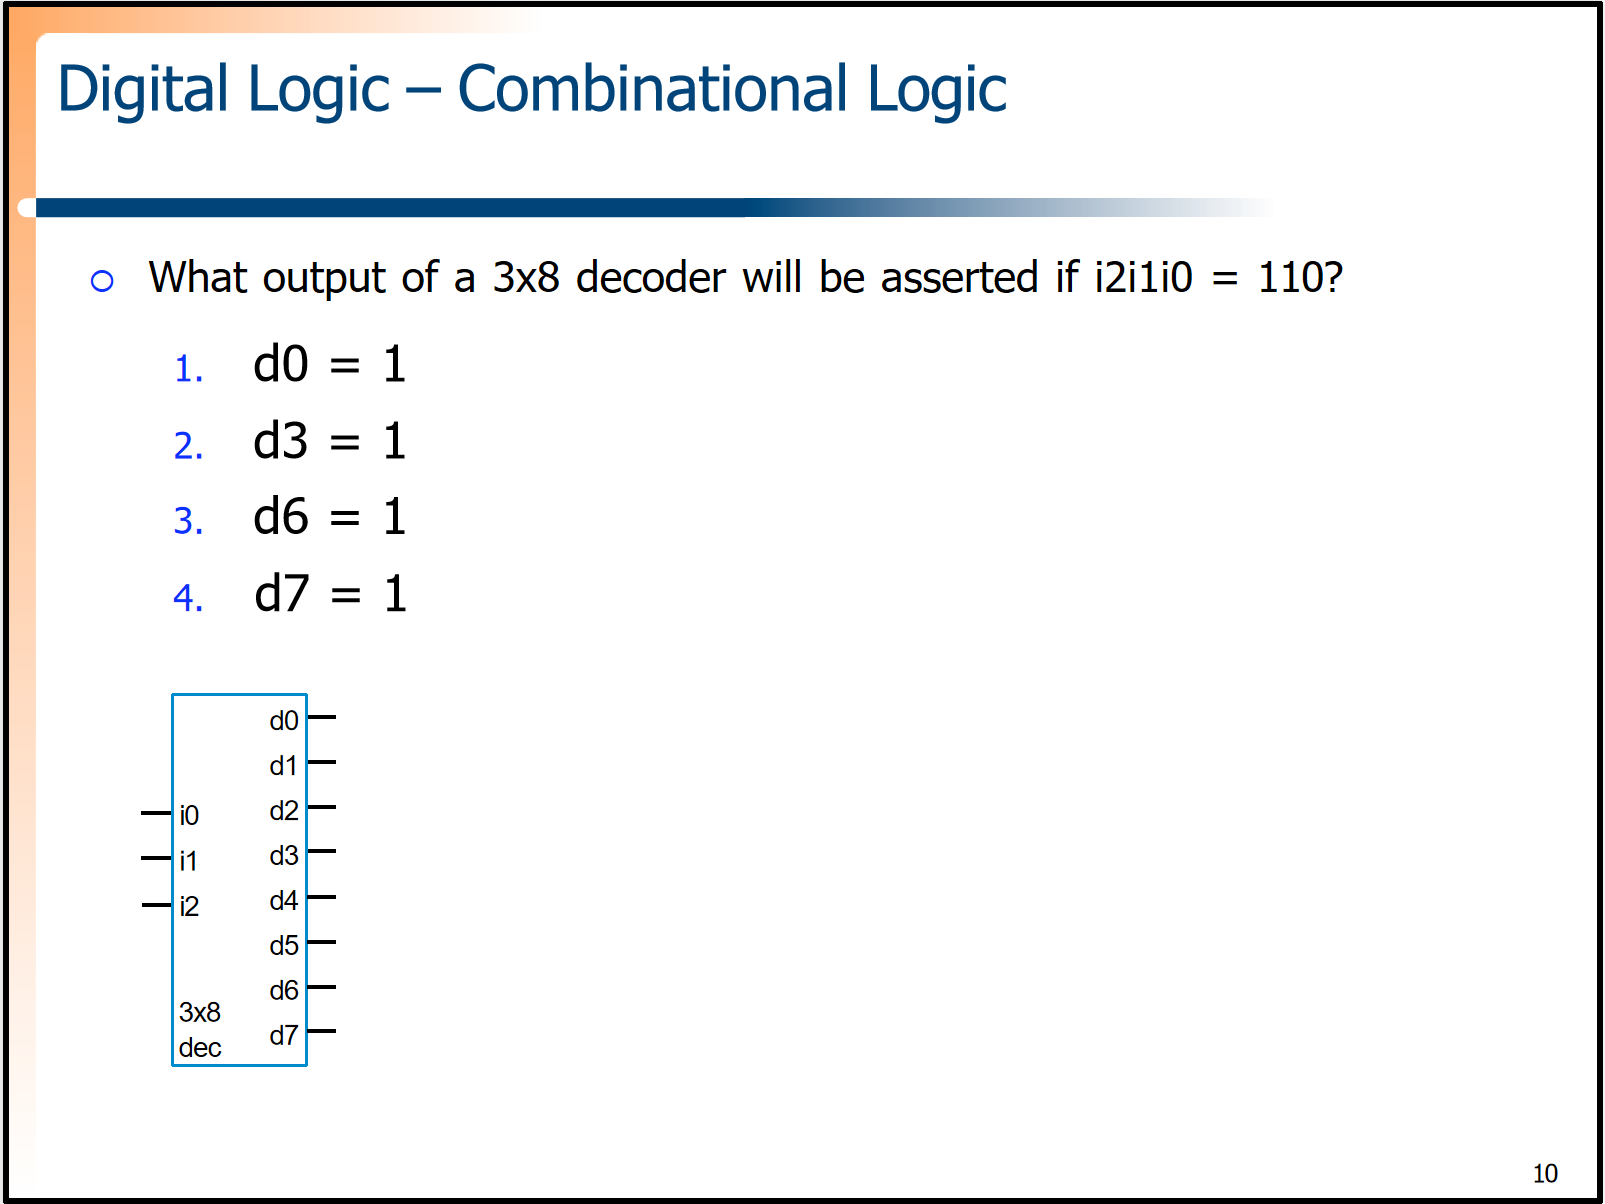 Digital Logic – Combinational Logic
What output of a 3x8 decoder will be asserted if i2i1i0 = 110?
1. d0 = 1
2. d3 = 1
3. d6 = 1
4. d7 = 1
d0
d1
i0 d2
i1 d3
i2 d4
d5
d6
3x8
d7
dec
10